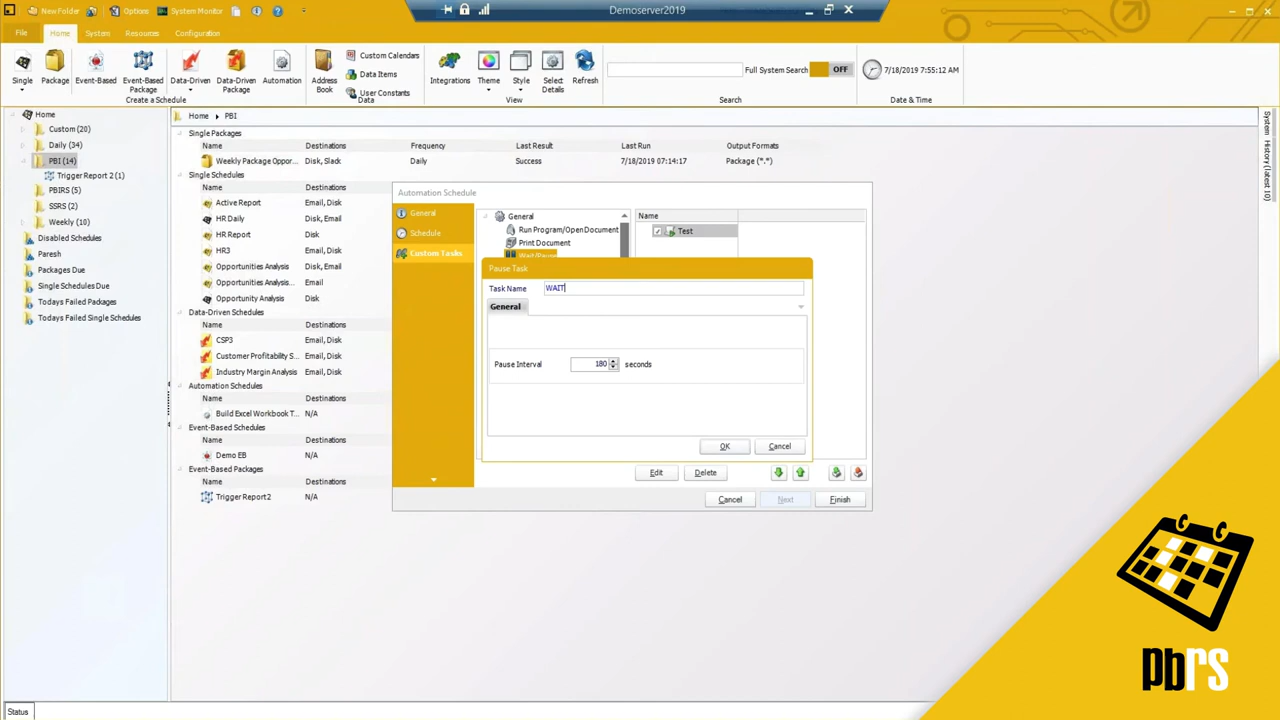 New Folder
Options
System Monitor
Demoserver2019
File
Home
System
Resources
Configuration
Single
Package
Event-Based
Event-Based
Package
Data-Driven
Data-Driven
Package
Automation
Create a Schedule
Address
Book
Custom Calendars
Data Items
User Constants
Data
Integrations
Theme
Style
Select
Details
Refresh
View
Full System Search
OFF
Search
7/18/2019 7:55:12 AM
Date & Time
Home
Custom (20)
Daily (34)
PBI (14)
Trigger Report 2 (1)
PBIRS (5)
SSRS (2)
Weekly (10)
Disabled Schedules
Paresh
Packages Due
Single Schedules Due
Todays Failed Packages
Todays Failed Single Schedules
Home
PBI
Single Packages
Name Destinations Frequency Last Result Last Run Output Formats
Weekly Package Oppor... Disk, Slack Daily Success 7/18/2019 07:14:17 Package (*.*)
Single Schedules
Name Destinations
Active Report Email, Disk
HR Daily Disk, Email
HR Report Email, Disk
HR3 Email, Disk
Opportunities Analysis Disk, Email
Opportunities Analysis... Email
Opportunity Analysis Disk
Data-Driven Schedules
Name Destinations
CSP3 Email, Disk
Customer Profitability S... Email, Disk
Industry Margin Analysis Email, Disk
Automation Schedules
Name Destinations
Build Excel Workbook T... N/A
Event-Based Schedules
Name Destinations
Demo EB N/A
Event-Based Packages
Name Destinations
Trigger Report2 N/A
Automation Schedule
General
Schedule
Custom Tasks
General
Run Program/Open Document
Print Document
Wait/Pause
Name
Test
Pause Task
Task Name WAIT
General
Pause Interval 180 seconds
OK Cancel
Edit Delete
Cancel Next Finish
System History (latest 10)
Status
pbrs